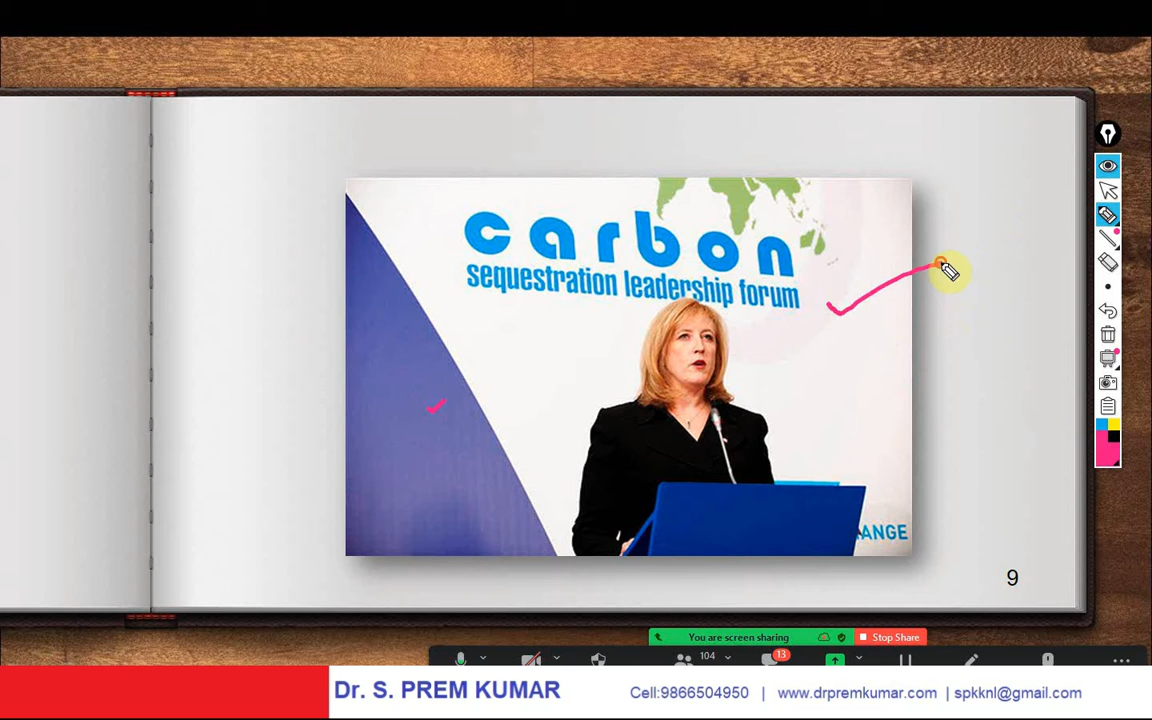 carbon
sequestration leadership forum
ANGE
9
You are screen sharing
Stop Share
104
13
Dr. S. PREM KUMAR
Cell:9866504950 | www.drpremkumar.com | spkknl@gmail.com